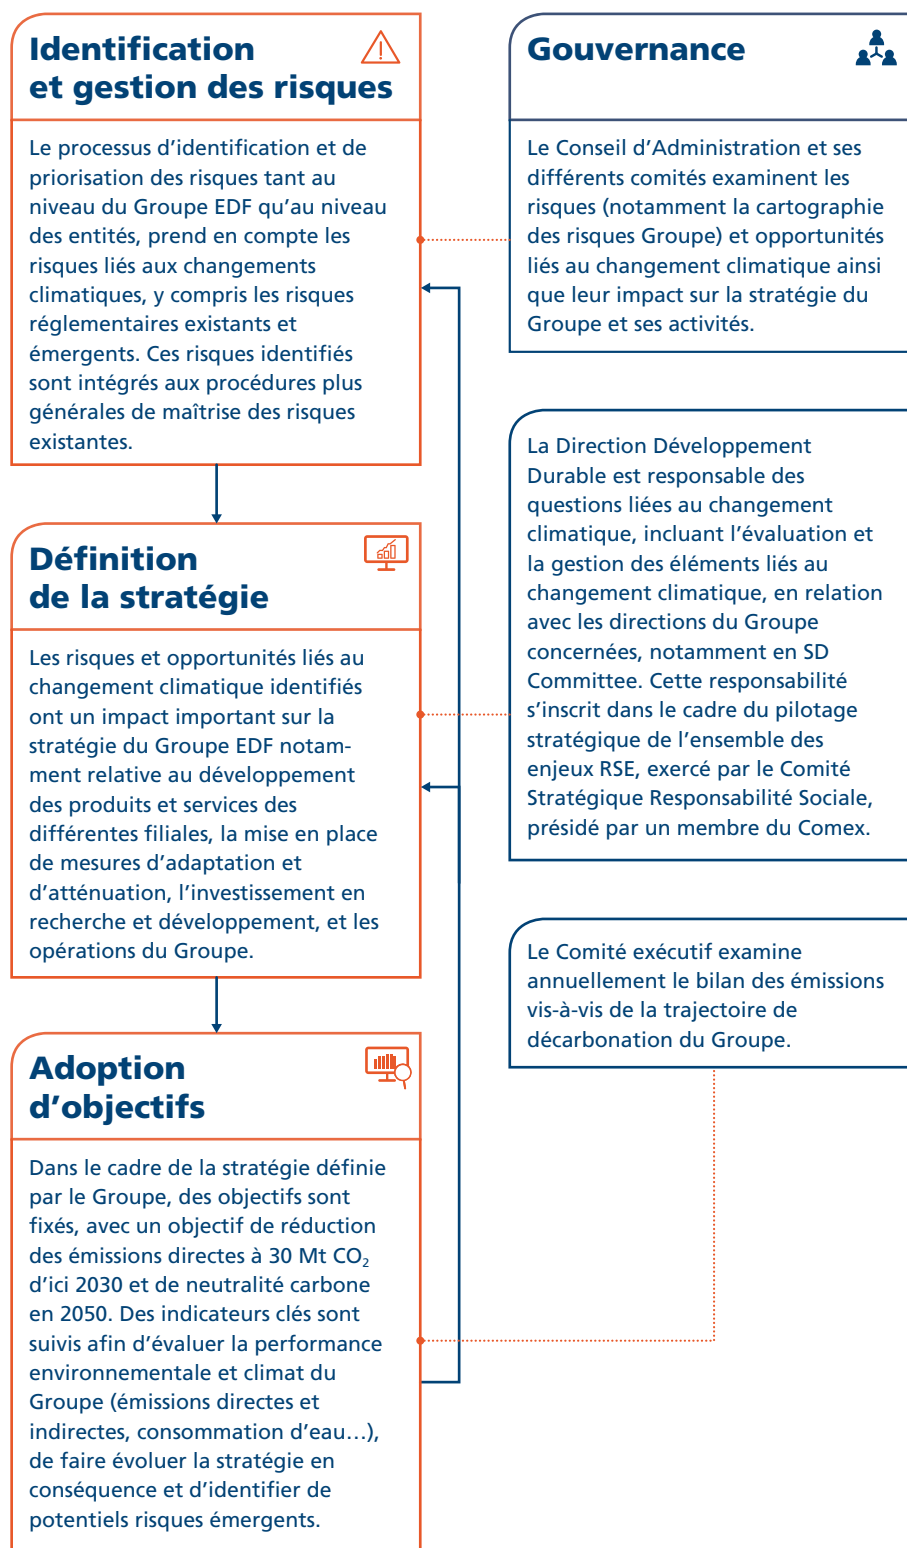 Identification
et gestion des risques
Le processus d’identification et de
priorisation des risques tant au
niveau du Groupe EDF qu’au niveau
des entités, prend en compte les
risques liés aux changements
climatiques, y compris les risques
réglementaires existants et
émergents. Ces risques identifiés
sont intégrés aux procédures plus
générales de maîtrise des risques
existantes.
Définition
de la stratégie
Les risques et opportunités liés au
changement climatique identifiés
ont un impact important sur la
stratégie du Groupe EDF notam-
ment relative au développement
des produits et services des
différentes filiales, la mise en place
de mesures d’adaptation et
d’atténuation, l’investissement en
recherche et développement, et les
opérations du Groupe.
Adoption
d’objectifs
Dans le cadre de la stratégie définie
par le Groupe, des objectifs sont
fixés, avec un objectif de réduction
des émissions directes à 30 Mt CO₂
d’ici 2030 et de neutralité carbone
en 2050. Des indicateurs clés sont
suivis afin d’évaluer la performance
environnementale et climat du
Groupe (émissions directes et
indirectes, consommation d’eau…),
de faire évoluer la stratégie en
conséquence et d’identifier de
potentiels risques émergents.
Gouvernance
Le Conseil d’Administration et ses
différents comités examinent les
risques (notamment la cartographie
des risques Groupe) et opportunités
liés au changement climatique ainsi
que leur impact sur la stratégie du
Groupe et ses activités.
La Direction Développement
Durable est responsable des
questions liées au changement
climatique, incluant l’évaluation et
la gestion des éléments liés au
changement climatique, en relation
avec les directions du Groupe
concernées, notamment en SD
Committee. Cette responsabilité
s’inscrit dans le cadre du pilotage
stratégique de l’ensemble des
enjeux RSE, exercé par le Comité
Stratégique Responsabilité Sociale,
présidé par un membre du Comex.
Le Comité exécutif examine
annuellement le bilan des émissions
vis-à-vis de la trajectoire de
décarbonation du Groupe.